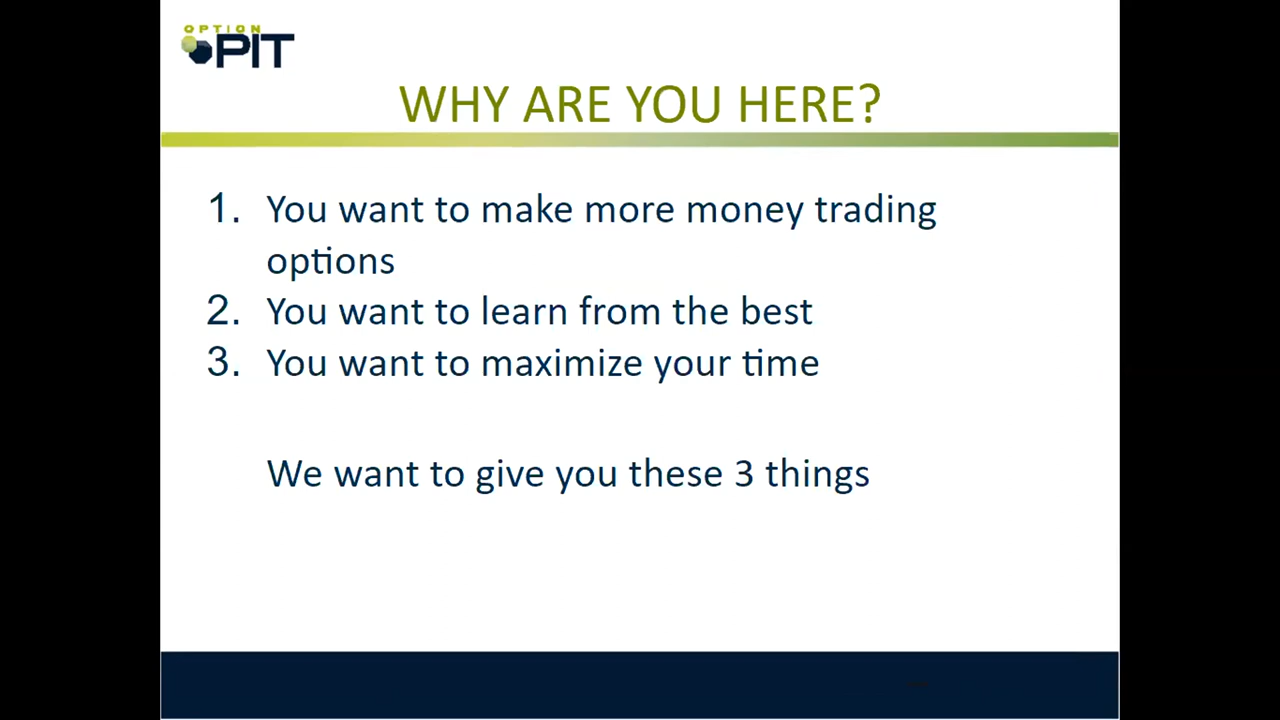 OPTION
PIT
WHY ARE YOU HERE?
1. You want to make more money trading
options
2. You want to learn from the best
3. You want to maximize your time
We want to give you these 3 things